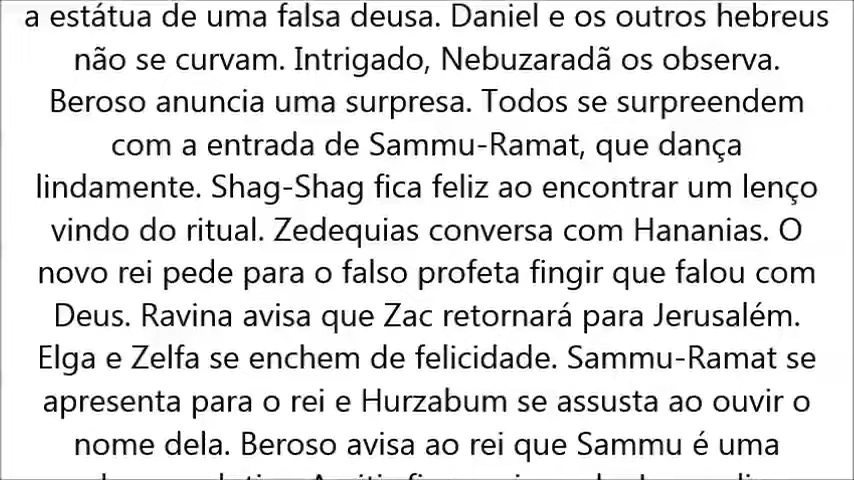 a estátua de uma falsa deusa. Daniel e os outros hebreus
não se curvam. Intrigado, Nebuzaradã os observa.
Beroso anuncia uma surpresa. Todos se surpreendem
com a entrada de Sammu-Ramat, que dança
lindamente. Shag-Shag fica feliz ao encontrar um lenço
vindo do ritual. Zedequias conversa com Hananias. O
novo rei pede para o falso profeta fingir que falou com
Deus. Ravina avisa que Zac retornará para Jerusalém.
Elga e Zelfa se enchem de felicidade. Sammu-Ramat se
apresenta para o rei e Hurzabum se assusta ao ouvir o
nome dela. Beroso avisa ao rei que Sammu é uma